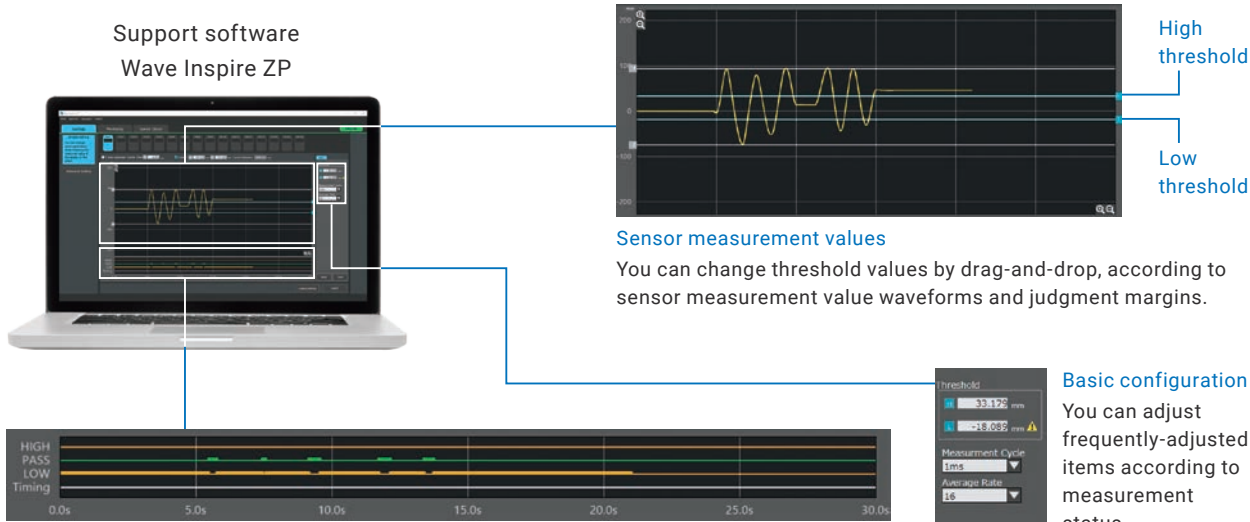 Support software
Wave Inspire ZP
200
100
0
-100
-200
High
threshold
Low
threshold
Sensor measurement values
You can change threshold values by drag-and-drop, according to
sensor measurement value waveforms and judgment margins.
Threshold
H 33.179 mm
L -18.089 mm
Measurment Cycle
1ms
Average Rate
16
Basic configuration
You can adjust
frequently-adjusted
items according to
measurement
status
HIGH
PASS
LOW
Timing
0.0s 5.0s 10.0s 15.0s 20.0s 25.0s 30.0s